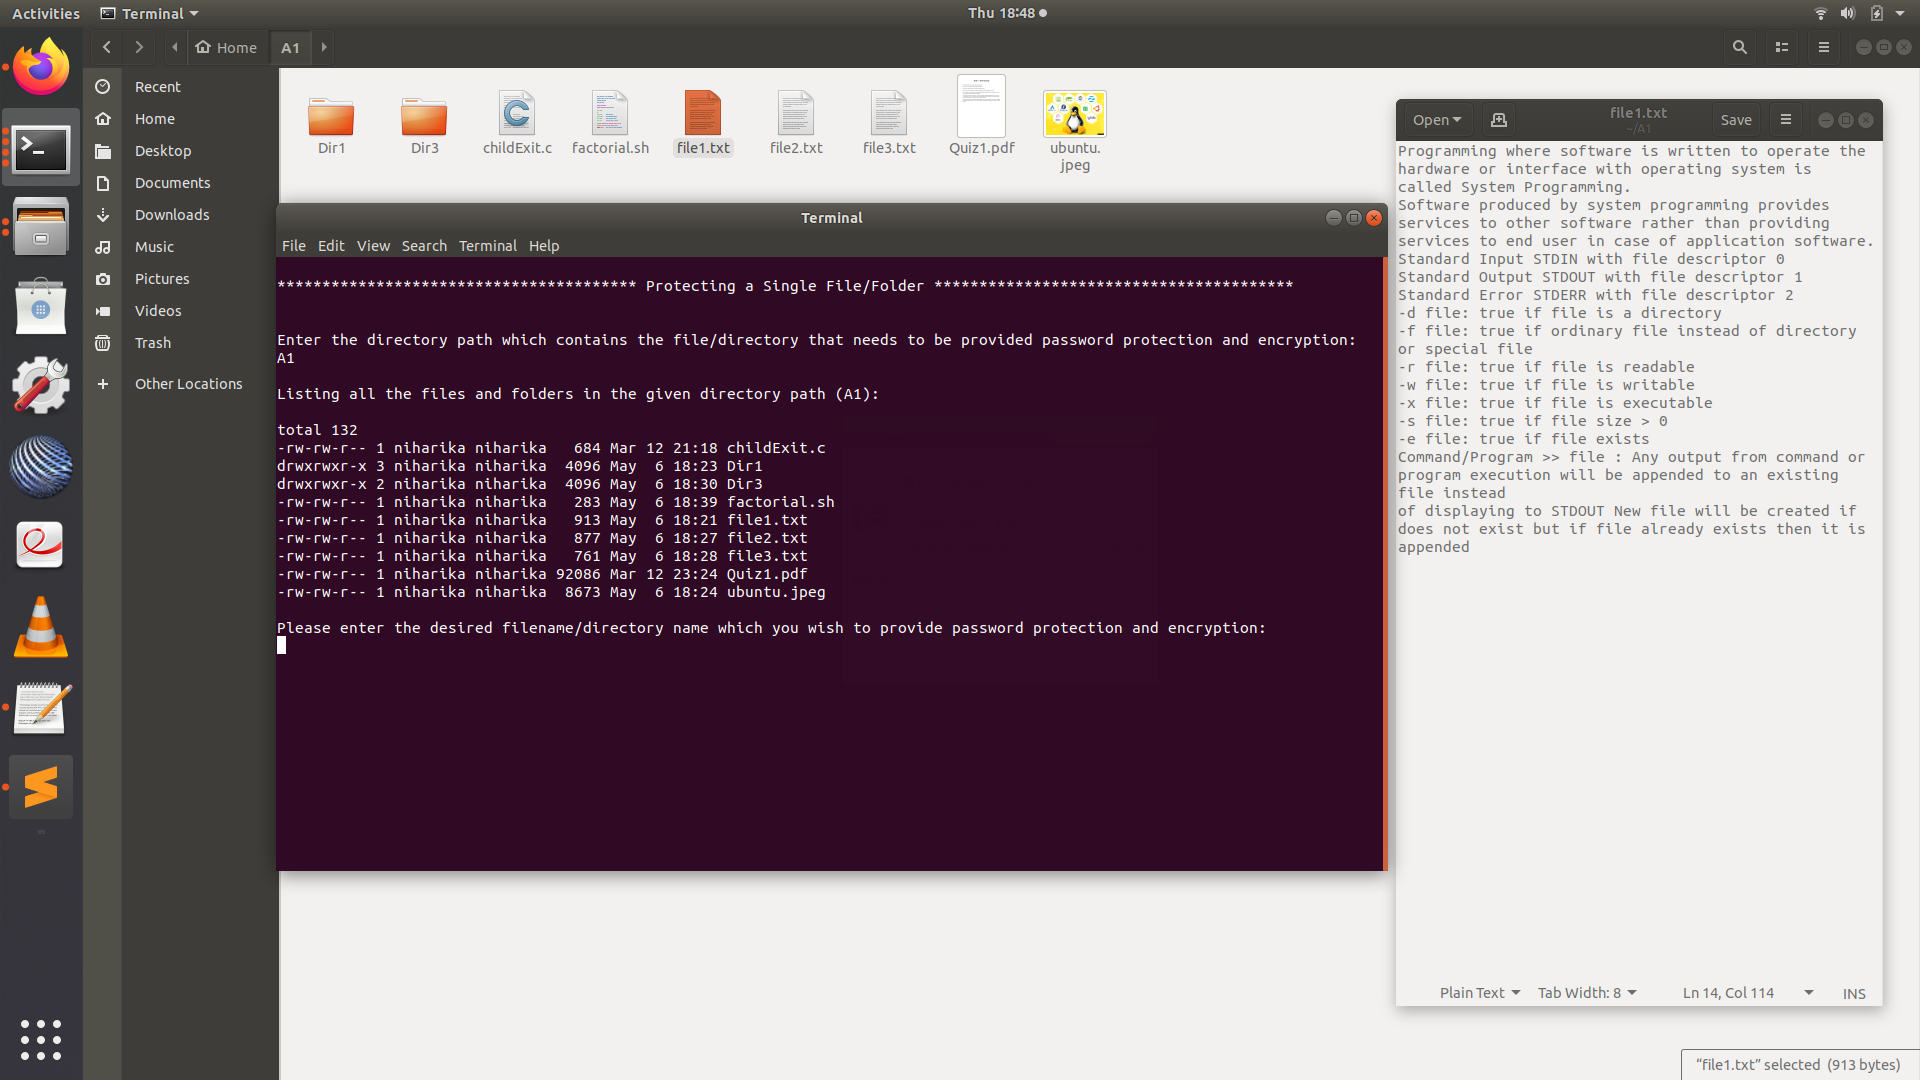 Activities Terminal Thu 18:48
Home A1
Recent
Home
Desktop
Documents
Downloads
Music
Pictures
Videos
Trash
Other Locations
Dir1 Dir3 childExit.c factorial.sh file1.txt file2.txt file3.txt Quiz1.pdf ubuntu.
jpeg
Terminal
File Edit View Search Terminal Help
**************************************** Protecting a Single File/Folder ****************************************
Enter the directory path which contains the file/directory that needs to be provided password protection and encryption:
A1
Listing all the files and folders in the given directory path (A1):
total 132
-rw-rw-r-- 1 niharika niharika   684 Mar 12 21:18 childExit.c
drwxrwxr-x 3 niharika niharika  4096 May  6 18:23 Dir1
drwxrwxr-x 2 niharika niharika  4096 May  6 18:30 Dir3
-rw-rw-r-- 1 niharika niharika   283 May  6 18:39 factorial.sh
-rw-rw-r-- 1 niharika niharika   913 May  6 18:21 file1.txt
-rw-rw-r-- 1 niharika niharika   877 May  6 18:27 file2.txt
-rw-rw-r-- 1 niharika niharika   761 May  6 18:28 file3.txt
-rw-rw-r-- 1 niharika niharika 92086 Mar 12 23:24 Quiz1.pdf
-rw-rw-r-- 1 niharika niharika  8673 May  6 18:24 ubuntu.jpeg
Please enter the desired filename/directory name which you wish to provide password protection and encryption:
Open file1.txt Save
~/A1
Programming where software is written to operate the
hardware or interface with operating system is
called System Programming.
Software produced by system programming provides
services to other software rather than providing
services to end user in case of application software.
Standard Input STDIN with file descriptor 0
Standard Output STDOUT with file descriptor 1
Standard Error STDERR with file descriptor 2
-d file: true if file is a directory
-f file: true if ordinary file instead of directory
or special file
-r file: true if file is readable
-w file: true if file is writable
-x file: true if file is executable
-s file: true if file size > 0
-e file: true if file exists
Command/Program >> file : Any output from command or
program execution will be appended to an existing
file instead
of displaying to STDOUT New file will be created if
does not exist but if file already exists then it is
appended
Plain Text Tab Width: 8 Ln 14, Col 114 INS
“file1.txt” selected (913 bytes)